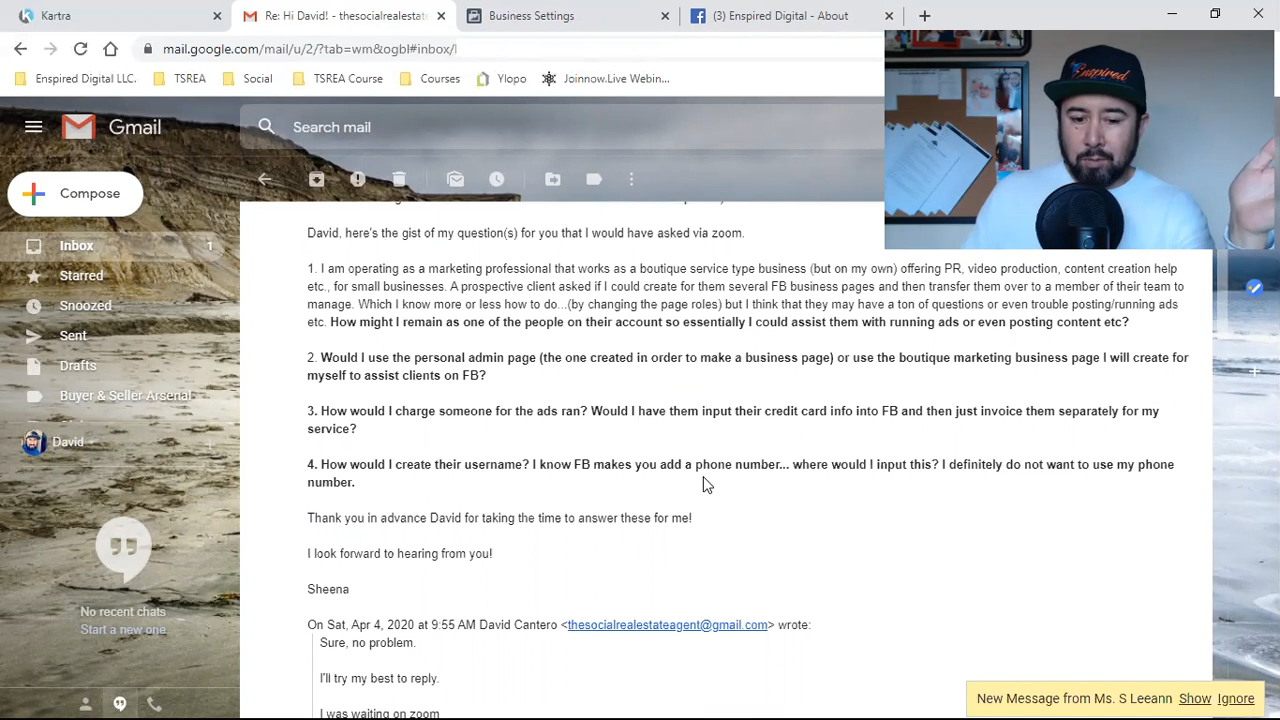 Kartra
Re: Hi David! - thesocialrealestat
Business Settings
(3) Enspired Digital - About
mail.google.com/mail/u/2/?tab=wm&ogbl#inbox/
Enspired Digital LLC.
TSREA
Social
TSREA Course
Courses
Ylopo
Joinnow.Live Webin...
Enspired
Gmail
Search mail
Compose
Inbox
1
Starred
Snoozed
Sent
Drafts
Buyer & Seller Arsenal
David
No recent chats
Start a new one
David, here's the gist of my question(s) for you that I would have asked via zoom.
1. I am operating as a marketing professional that works as a boutique service type business (but on my own) offering PR, video production, content creation help
etc., for small businesses. A prospective client asked if I could create for them several FB business pages and then transfer them over to a member of their team to
manage. Which I know more or less how to do...(by changing the page roles) but I think that they may have a ton of questions or even trouble posting/running ads
etc. How might I remain as one of the people on their account so essentially I could assist them with running ads or even posting content etc?
2. Would I use the personal admin page (the one created in order to make a business page) or use the boutique marketing business page I will create for
myself to assist clients on FB?
3. How would I charge someone for the ads ran? Would I have them input their credit card info into FB and then just invoice them separately for my
service?
4. How would I create their username? I know FB makes you add a phone number... where would I input this? I definitely do not want to use my phone
number.
Thank you in advance David for taking the time to answer these for me!
I look forward to hearing from you!
Sheena
On Sat, Apr 4, 2020 at 9:55 AM David Cantero <thesocialrealestateagent@gmail.com> wrote:
Sure, no problem.
I'll try my best to reply.
I was waiting on zoom
New Message from Ms. S Leeann Show Ignore